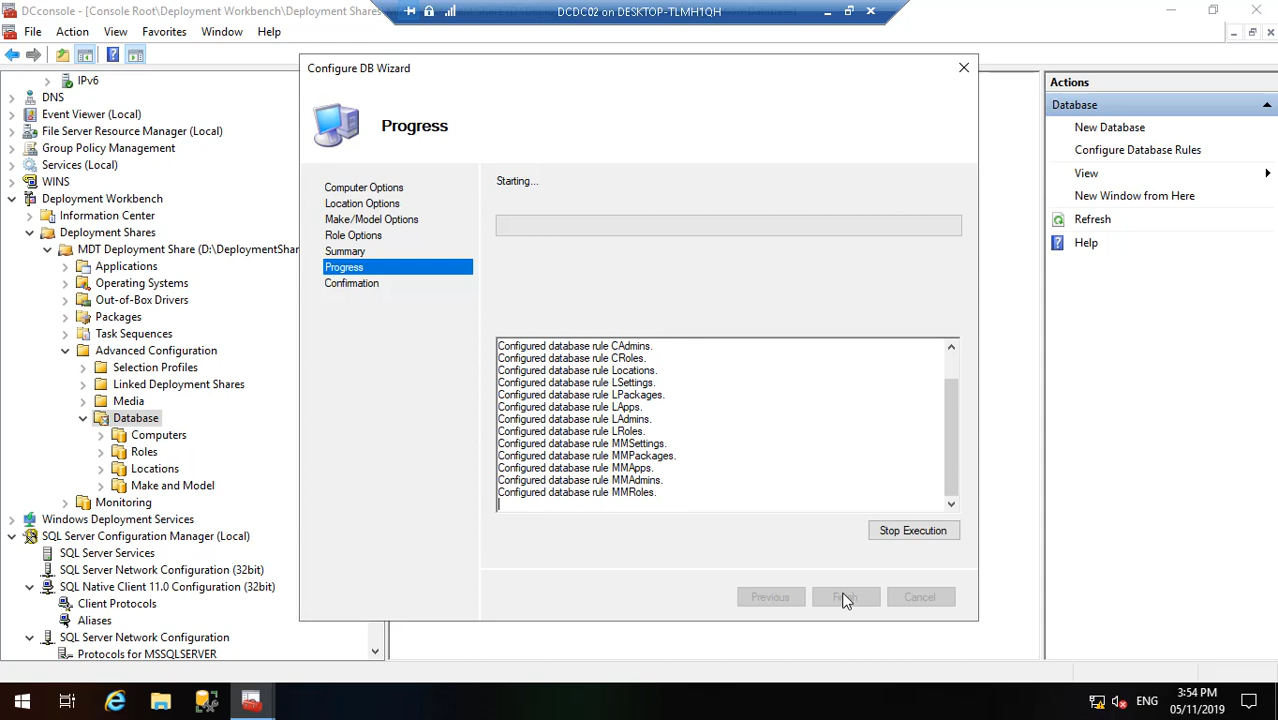 DCconsole - [Console Root\Deployment Workbench\Deployment Shares
DCDC02 on DESKTOP-TLMH1QH
File Action View Favorites Window Help
IPv6
DNS
Event Viewer (Local)
File Server Resource Manager (Local)
Group Policy Management
Services (Local)
WINS
Deployment Workbench
Information Center
Deployment Shares
MDT Deployment Share (D:\DeploymentShar
Applications
Operating Systems
Out-of-Box Drivers
Packages
Task Sequences
Advanced Configuration
Selection Profiles
Linked Deployment Shares
Media
Database
Computers
Roles
Locations
Make and Model
Monitoring
Windows Deployment Services
SQL Server Configuration Manager (Local)
SQL Server Services
SQL Server Network Configuration (32bit)
SQL Native Client 11.0 Configuration (32bit)
Client Protocols
Aliases
SQL Server Network Configuration
Protocols for MSSQLSERVER
Configure DB Wizard
Progress
Computer Options
Location Options
Make/Model Options
Role Options
Summary
Progress
Confirmation
Starting...
Configured database rule CAdmins.
Configured database rule CRoles.
Configured database rule Locations.
Configured database rule LSettings.
Configured database rule LPackages.
Configured database rule LApps.
Configured database rule LAdmins.
Configured database rule LRoles.
Configured database rule MMSettings.
Configured database rule MMPackages.
Configured database rule MMApps.
Configured database rule MMAdmins.
Configured database rule MMRoles.
Stop Execution
Previous Finish Cancel
Actions
Database
New Database
Configure Database Rules
View
New Window from Here
Refresh
Help
ENG
3:54 PM
05/11/2019